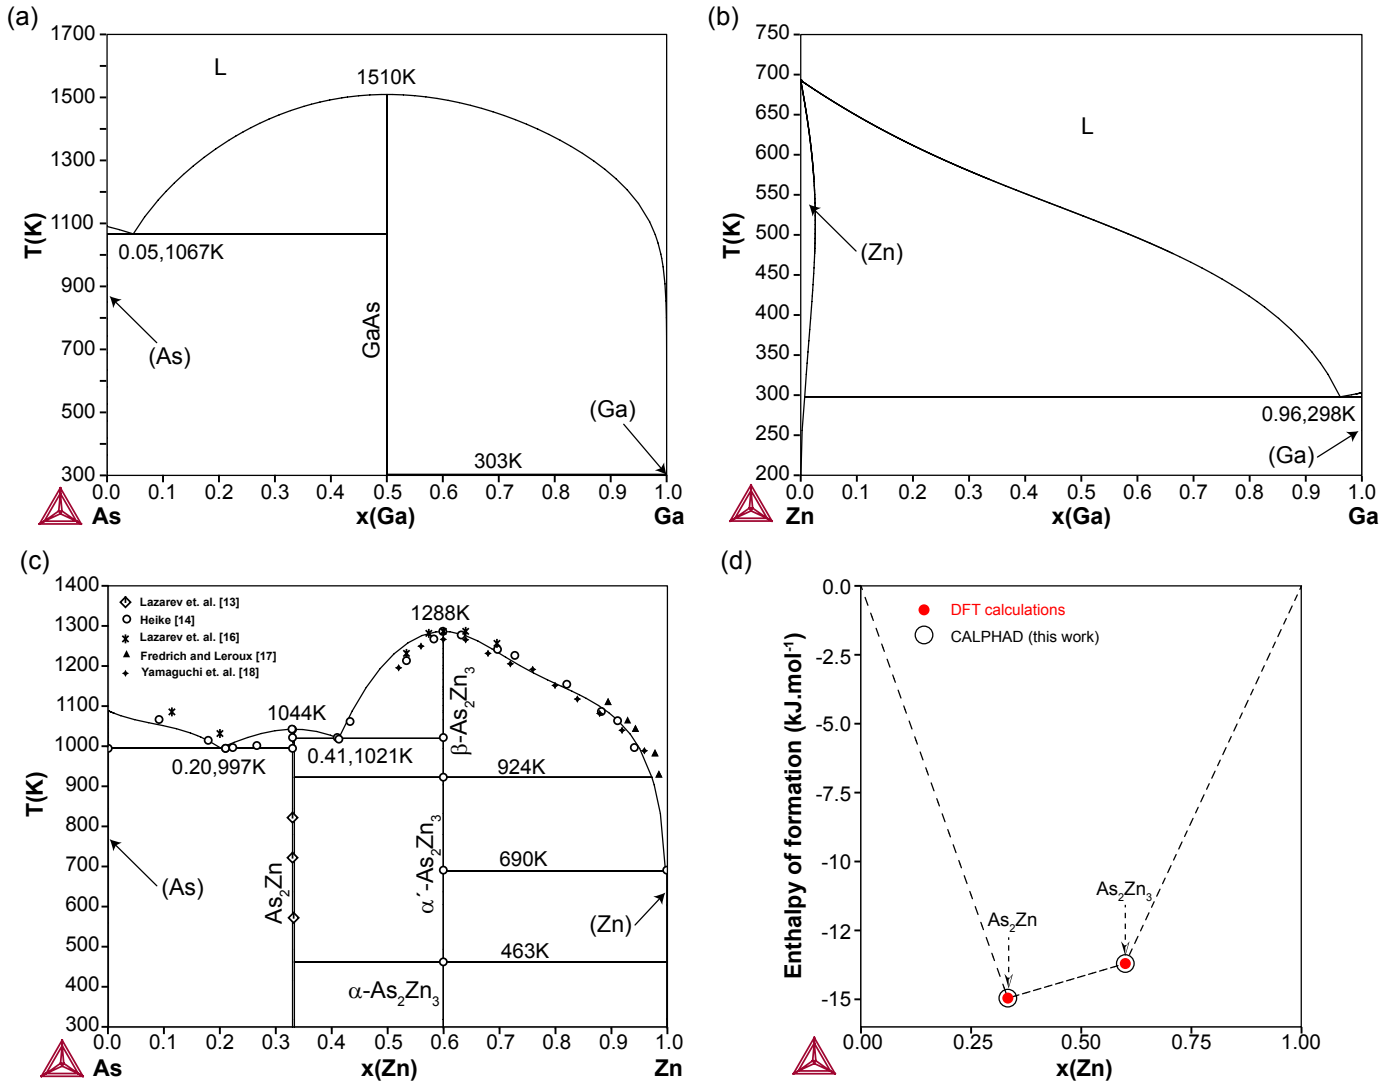 (a)
1700
1500
1300
1100
900
700
500
300
T(K)
L
1510K
0.05,1067K
(As)
GaAs
(Ga)
303K
0.0 0.1 0.2 0.3 0.4 0.5 0.6 0.7 0.8 0.9 1.0
As x(Ga) Ga
(b)
750
700
650
600
550
500
450
400
350
300
250
200
T(K)
L
(Zn)
0.96,298K
(Ga)
0.0 0.1 0.2 0.3 0.4 0.5 0.6 0.7 0.8 0.9 1.0
Zn x(Ga) Ga
(c)
1400
1300
1200
1100
1000
900
800
700
600
500
400
300
T(K)
Lazarev et. al. [13]
Heike [14]
Lazarev et. al. [16]
Fredrich and Leroux [17]
Yamaguchi et. al. [18]
1288K
1044K
0.20,997K
0.41,1021K
β-As2Zn3
924K
α´-As2Zn3
690K
As2Zn
(As)
(Zn)
463K
α-As2Zn3
0.0 0.1 0.2 0.3 0.4 0.5 0.6 0.7 0.8 0.9 1.0
As x(Zn) Zn
(d)
0.0
-2.5
-5.0
-7.5
-10
-12
-15
Enthalpy of formation (kJ.mol-1)
DFT calculations
CALPHAD (this work)
As2Zn
As2Zn3
0 0.25 0.50 0.75 1.00
x(Zn)